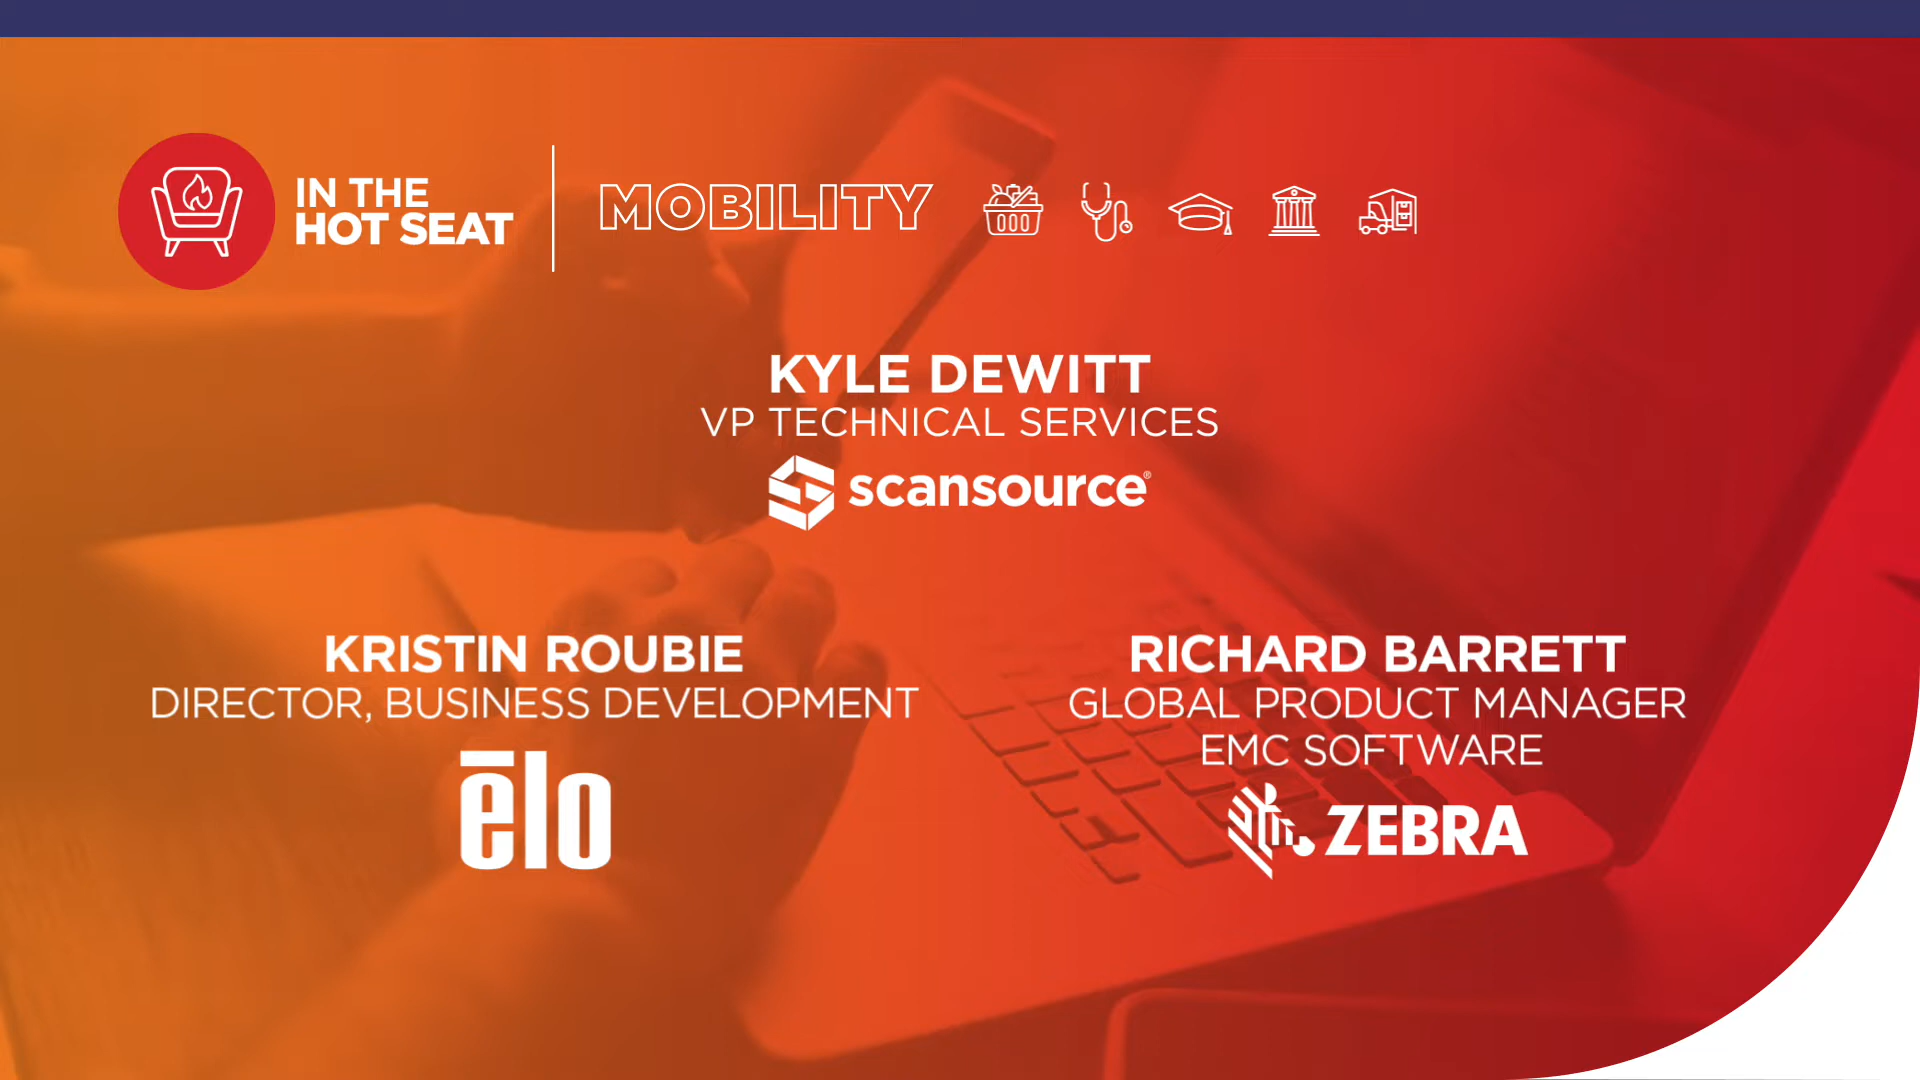 IN THE
HOT SEAT
MOBILITY
KYLE DEWITT
VP TECHNICAL SERVICES
scansource®
KRISTIN ROUBIE
DIRECTOR, BUSINESS DEVELOPMENT
ēlo
RICHARD BARRETT
GLOBAL PRODUCT MANAGER
EMC SOFTWARE
ZEBRA